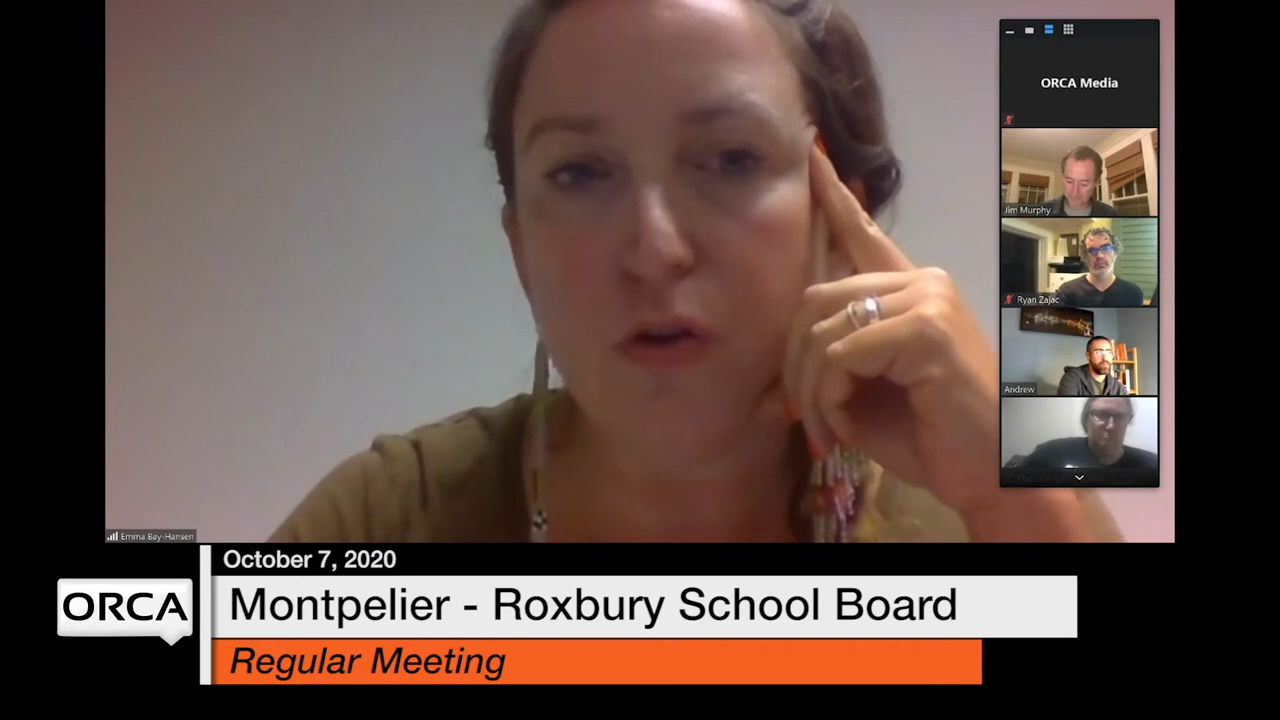 ORCA Media
Jim Murphy
Ryan Zajac
Andrew
Emma Bay-Hansen
October 7, 2020
ORCA
Montpelier - Roxbury School Board
Regular Meeting